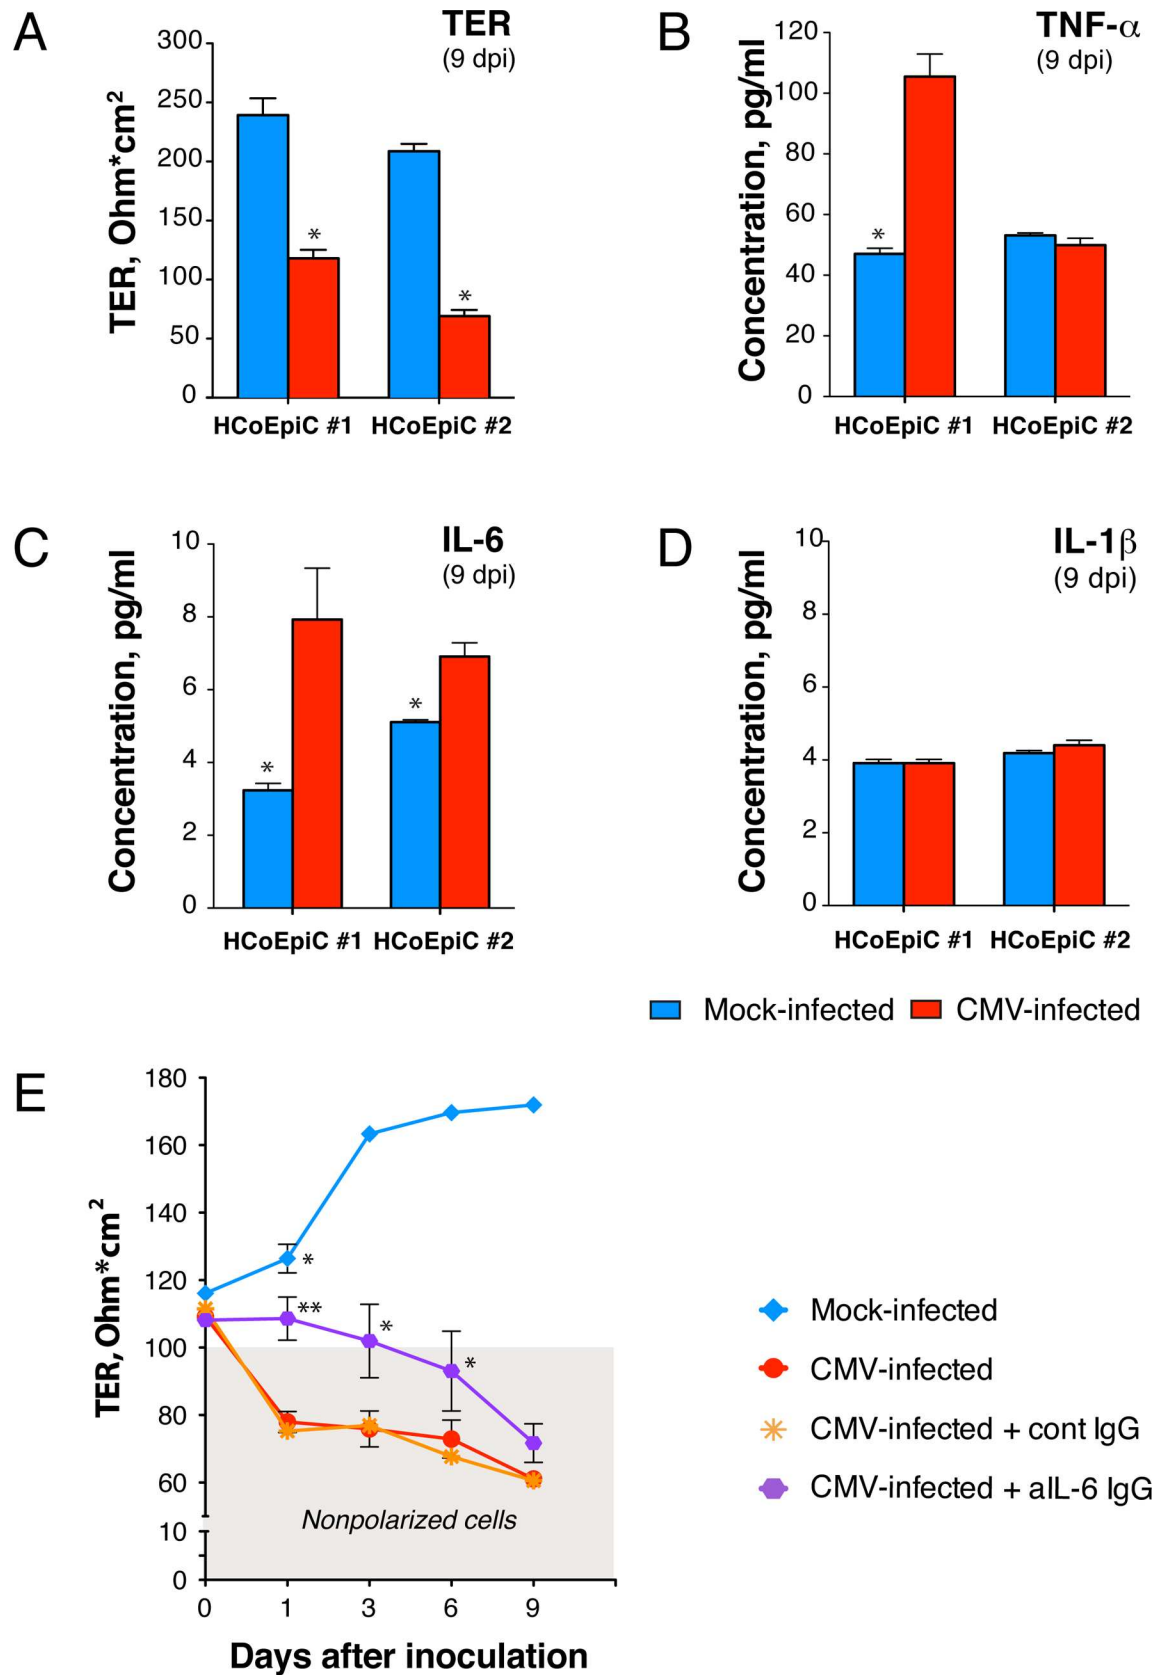 A
TER
(9 dpi)
TER, Ohm*cm²
300
250
200
150
100
50
0
*
*
HCoEpiC #1
HCoEpiC #2
B
TNF-α
(9 dpi)
Concentration, pg/ml
120
100
80
60
40
20
0
*
HCoEpiC #1
HCoEpiC #2
C
IL-6
(9 dpi)
Concentration, pg/ml
10
8
6
4
2
0
*
*
HCoEpiC #1
HCoEpiC #2
D
IL-1β
(9 dpi)
Concentration, pg/ml
10
8
6
4
2
0
HCoEpiC #1
HCoEpiC #2
Mock-infected
CMV-infected
E
TER, Ohm*cm²
180
160
140
120
100
80
60
10
0
*
**
*
*
Nonpolarized cells
0
1
3
6
9
Days after inoculation
Mock-infected
CMV-infected
CMV-infected + cont IgG
CMV-infected + aIL-6 IgG